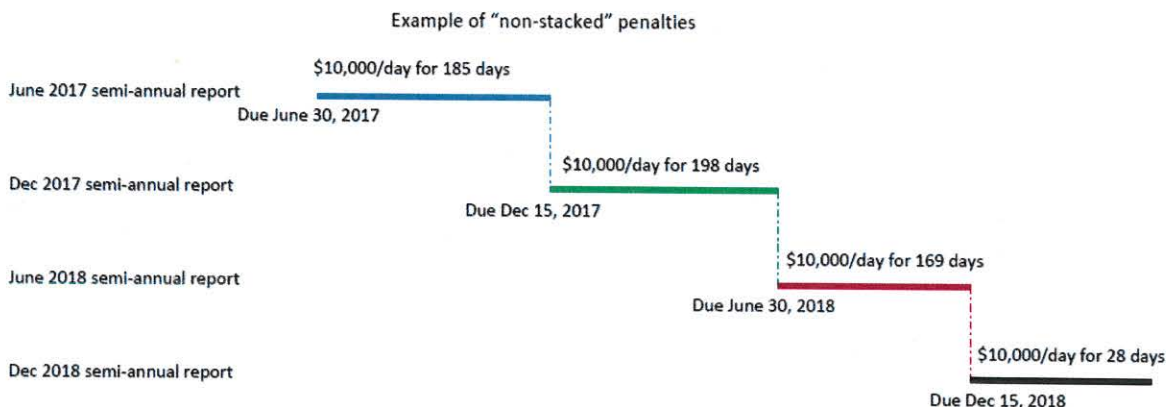 Example of “non-stacked” penalties
$10,000/day for 185 days
June 2017 semi-annual report
Due June 30, 2017
$10,000/day for 198 days
Dec 2017 semi-annual report
Due Dec 15, 2017
$10,000/day for 169 days
June 2018 semi-annual report
Due June 30, 2018
$10,000/day for 28 days
Dec 2018 semi-annual report
Due Dec 15, 2018